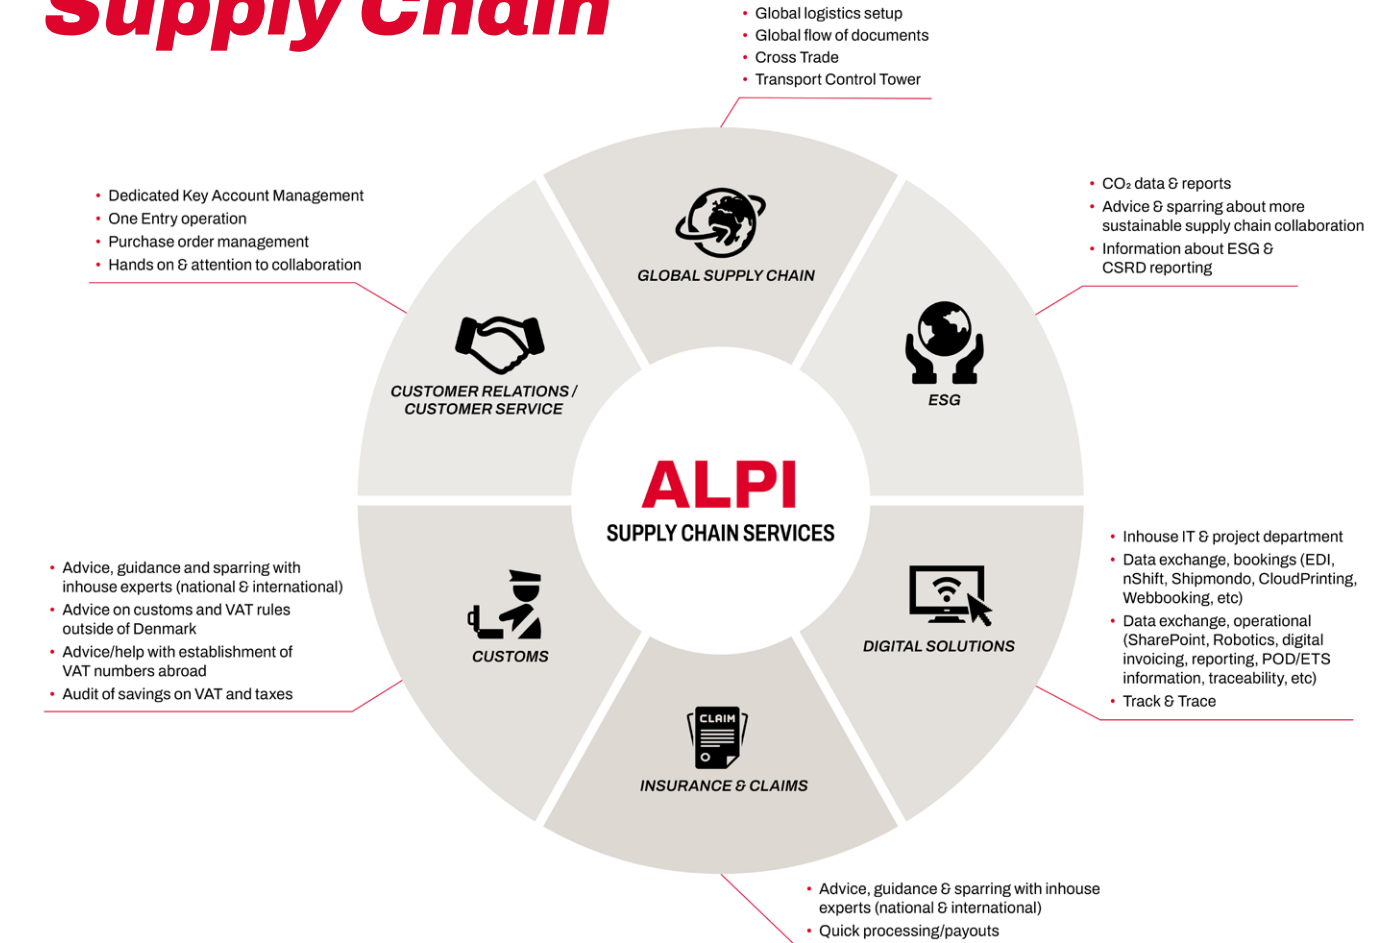 Supply Chain
• Global logistics setup
• Global flow of documents
• Cross Trade
• Transport Control Tower
• Dedicated Key Account Management
• One Entry operation
• Purchase order management
• Hands on & attention to collaboration
• CO₂ data & reports
• Advice & sparring about more
sustainable supply chain collaboration
• Information about ESG &
CSRD reporting
GLOBAL SUPPLY CHAIN
CUSTOMER RELATIONS /
CUSTOMER SERVICE
ESG
ALPI
SUPPLY CHAIN SERVICES
• Advice, guidance and sparring with
inhouse experts (national & international)
• Advice on customs and VAT rules
outside of Denmark
• Advice/help with establishment of
VAT numbers abroad
• Audit of savings on VAT and taxes
CUSTOMS
DIGITAL SOLUTIONS
• Inhouse IT & project department
• Data exchange, bookings (EDI,
nShift, Shipmondo, CloudPrinting,
Webbooking, etc)
• Data exchange, operational
(SharePoint, Robotics, digital
invoicing, reporting, POD/ETS
information, traceability, etc)
• Track & Trace
CLAIM
INSURANCE & CLAIMS
• Advice, guidance & sparring with inhouse
experts (national & international)
• Quick processing/payouts